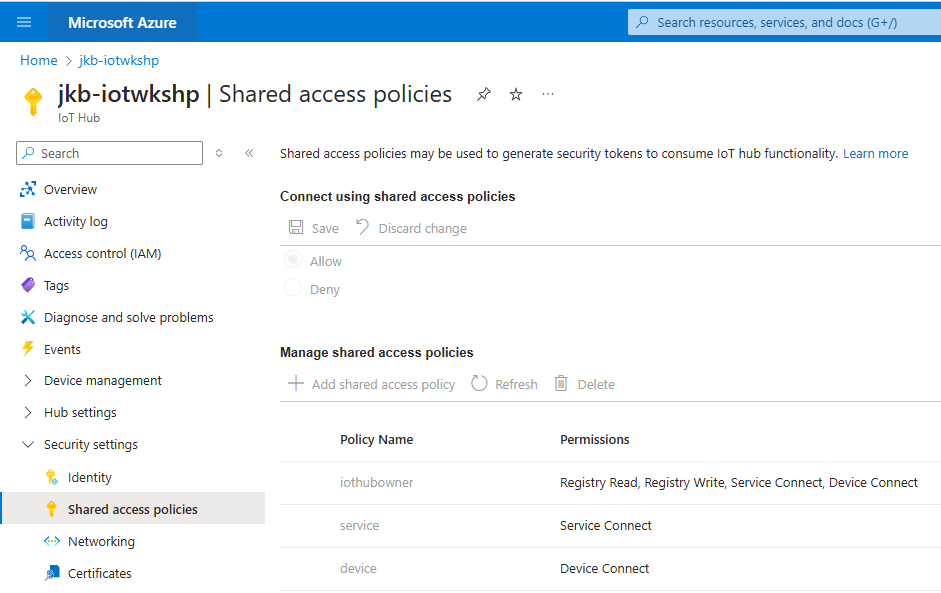 Microsoft Azure
Search resources, services, and docs (G+/)
Home > jkb-iotwkshp
jkb-iotwkshp | Shared access policies
IoT Hub
Search
Overview
Activity log
Access control (IAM)
Tags
Diagnose and solve problems
Events
Device management
Hub settings
Security settings
Identity
Shared access policies
Networking
Certificates
Shared access policies may be used to generate security tokens to consume IoT hub functionality. Learn more
Connect using shared access policies
Save Discard change
Allow
Deny
Manage shared access policies
Add shared access policy Refresh Delete
Policy Name Permissions
iothubowner Registry Read, Registry Write, Service Connect, Device Connect
service Service Connect
device Device Connect